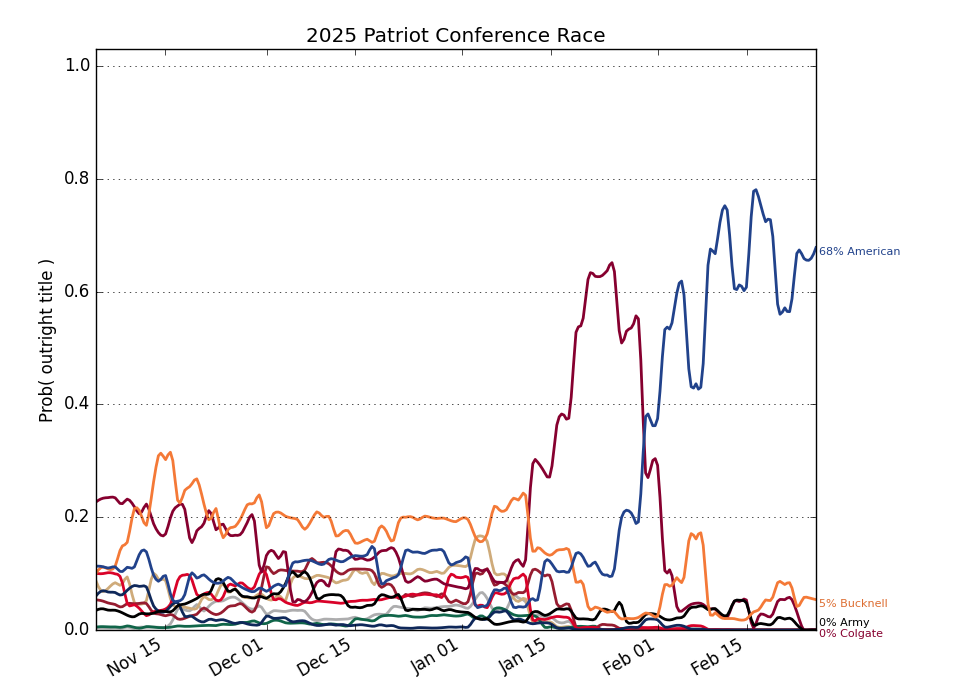 2025 Patriot Conference Race
1.0
0.8
0.6
0.4
0.2
0.0
Prob( outright title )
68% American
5% Bucknell
0% Army
0% Colgate
Nov 15
Dec 01
Dec 15
Jan 01
Jan 15
Feb 01
Feb 15